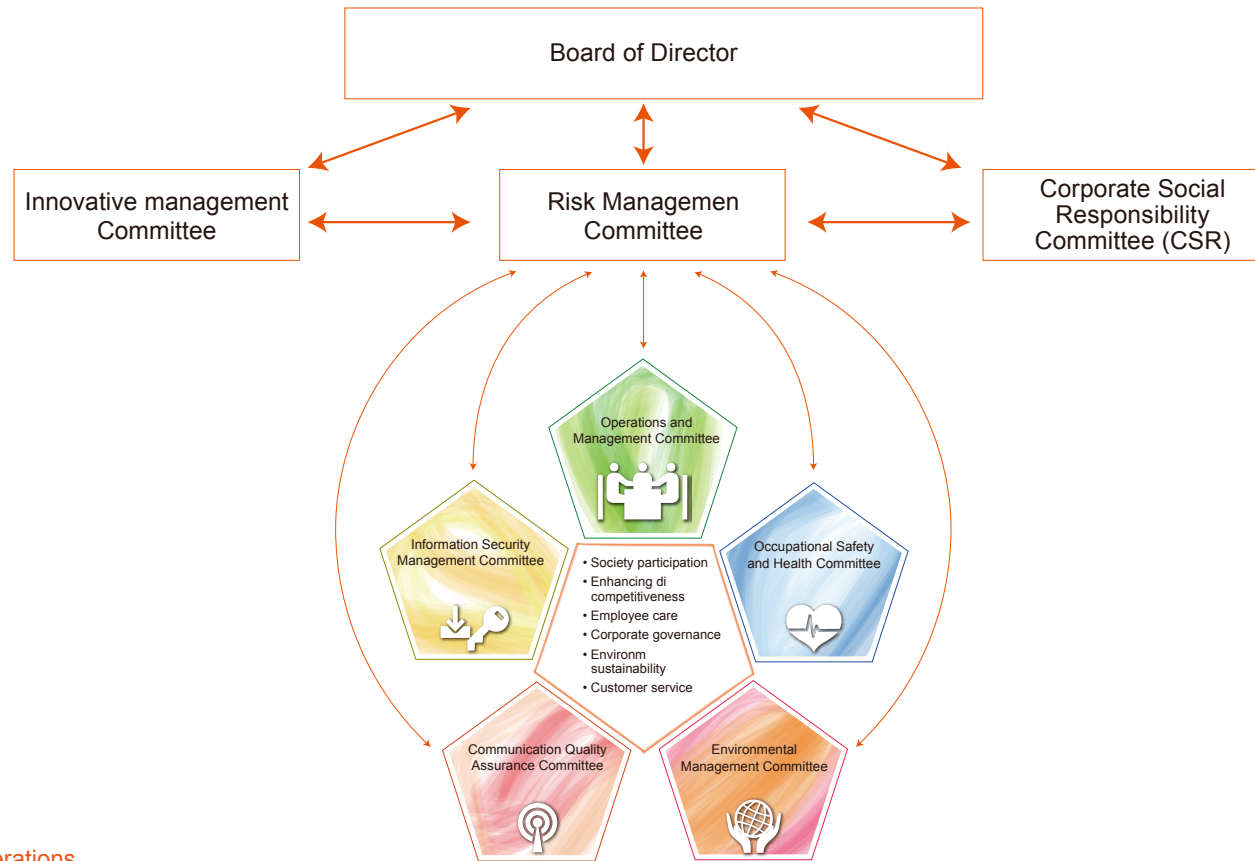 Board of Director
Innovative management
Committee
Risk Managemen
Committee
Corporate Social
Responsibility
Committee (CSR)
Operations and
Management Committee
Information Security
Management Committee
Occupational Safety
and Health Committee
• Society participation
• Enhancing di
competitiveness
• Employee care
• Corporate governance
• Environm
sustainability
• Customer service
Communication Quality
Assurance Committee
Environmental
Management Committee
erations